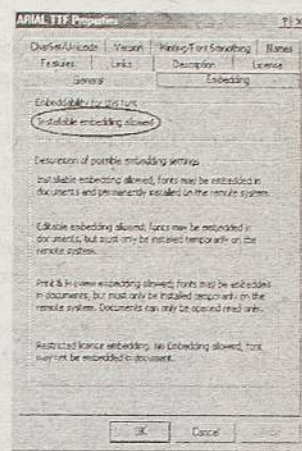 ARIAL.TTF Properties
CharSet/Unicode Version Hinting/Font Smoothing Names
Features Links Description License
General Embedding
Embeddability for this font
Installable embedding allowed
Description of possible embedding settings
Installable embedding allowed, fonts may be embedded in
documents and permanently installed on the remote system.
Editable embedding allowed; fonts may be embedded in
documents, but must only be installed temporarily on the
remote system.
Print & Preview embedding allowed; fonts may be embedded
in documents, but must only be installed temporarily on the
remote system. Documents can only be opened read-only.
Restricted licence embedding. No Embedding allowed, font
may not be embedded in document.
OK Cancel